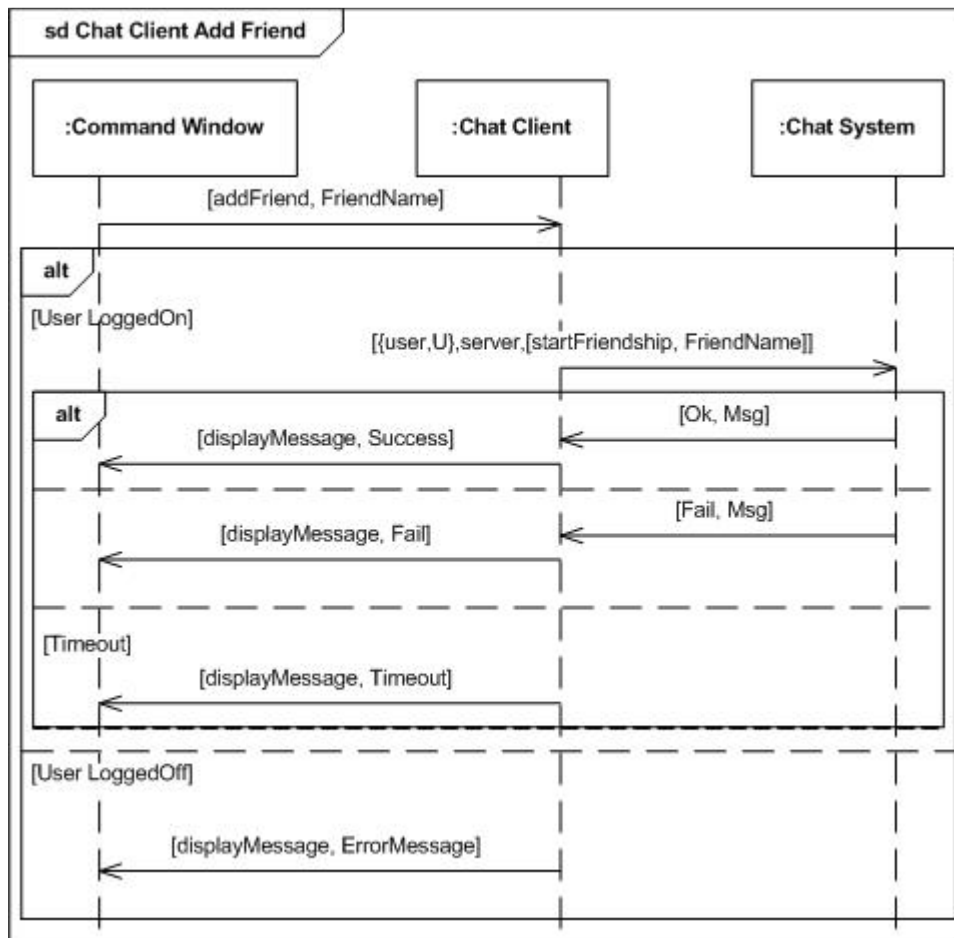 sd Chat Client Add Friend
:Command Window
:Chat Client
:Chat System
[addFriend, FriendName]
alt
[User LoggedOn]
[{user,U},server,[startFriendship, FriendName]]
alt
[Ok, Msg]
[displayMessage, Success]
[Fail, Msg]
[displayMessage, Fail]
[Timeout]
[displayMessage, Timeout]
[User LoggedOff]
[displayMessage, ErrorMessage]